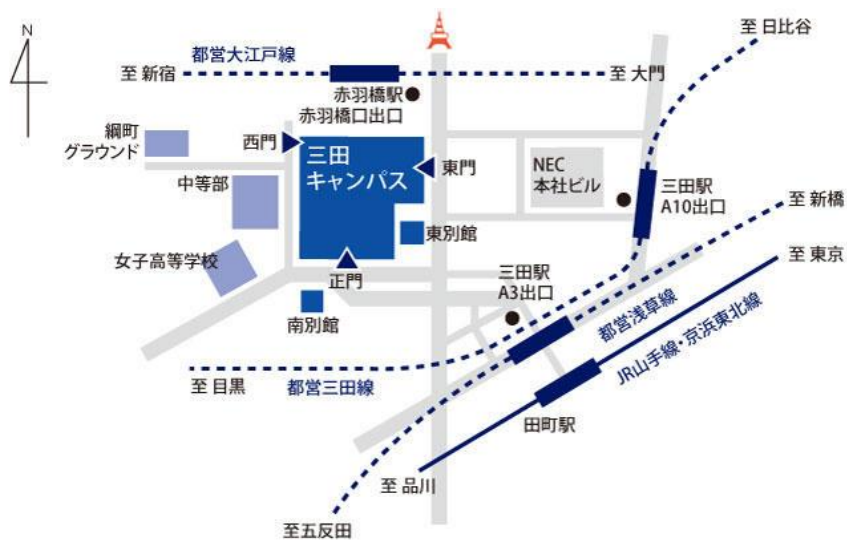 N
至 日比谷
都営大江戸線
至 新宿
至 大門
赤羽橋駅
赤羽橋口出口
綱町
グラウンド
西門
三田
キャンパス
東門
NEC
本社ビル
中等部
三田駅
A10出口
至 新橋
東別館
女子高等学校
正門
三田駅
A3出口
至 東京
南別館
都営浅草線
JR山手線・京浜東北線
至 目黒
都営三田線
田町駅
至 品川
至五反田